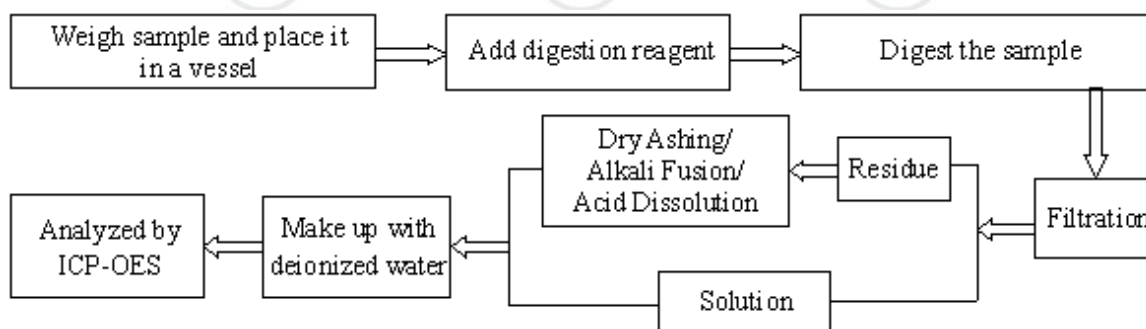 Weigh sample and place it
in a vessel
Add digestion reagent
Digest the sample
Dry Ashing/
Alkali Fusion/
Acid Dissolution
Residue
Filtration
Analyzed by
ICP-OES
Make up with
deionized water
Solution